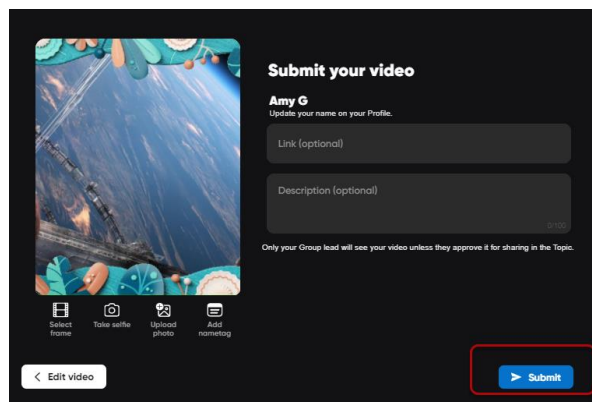 Submit your video
Amy G
Update your name on your Profile.
Link (optional)
Description (optional)
0/100
Only your Group lead will see your video unless they approve it for sharing in the Topic.
Select
frame
Take selfie
Upload
photo
Add
nametag
Edit video
Submit